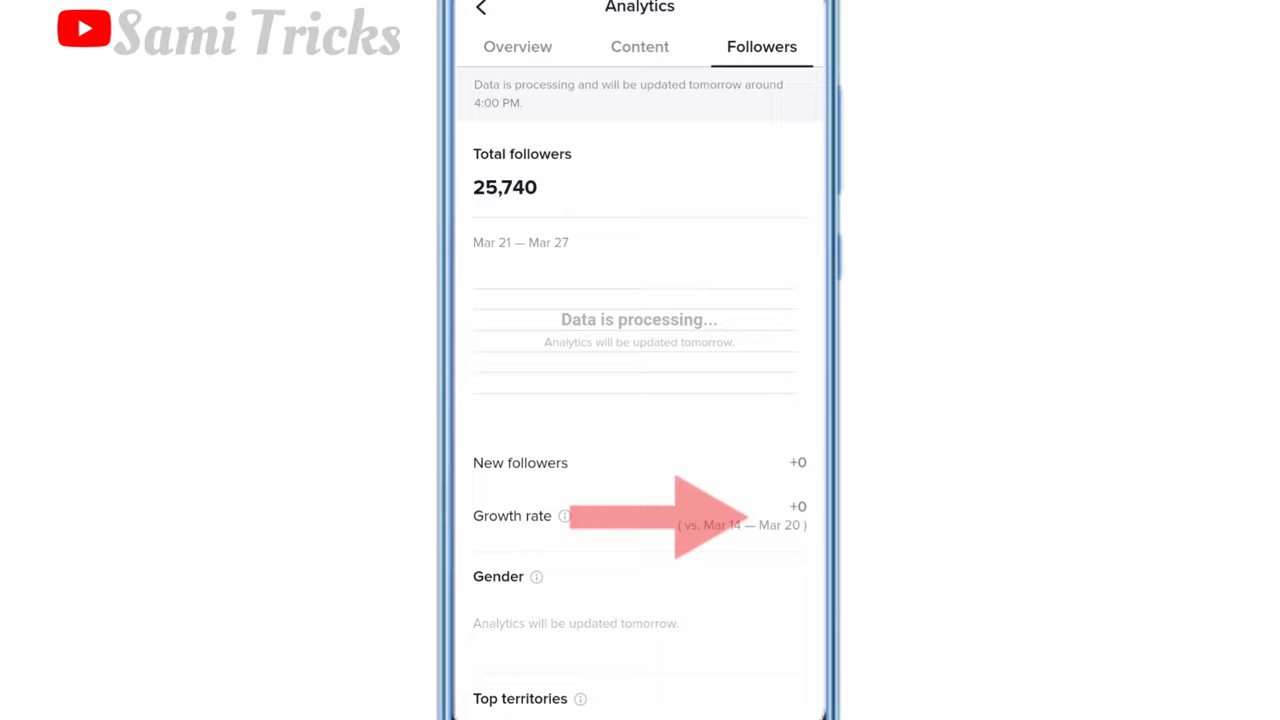 Sami Tricks
Analytics
Overview Content Followers
Data is processing and will be updated tomorrow around
4:00 PM.
Total followers
25,740
Mar 21 — Mar 27
Data is processing...
Analytics will be updated tomorrow.
New followers +0
Growth rate +0
( vs. Mar 14 — Mar 20 )
Gender
Analytics will be updated tomorrow.
Top territories